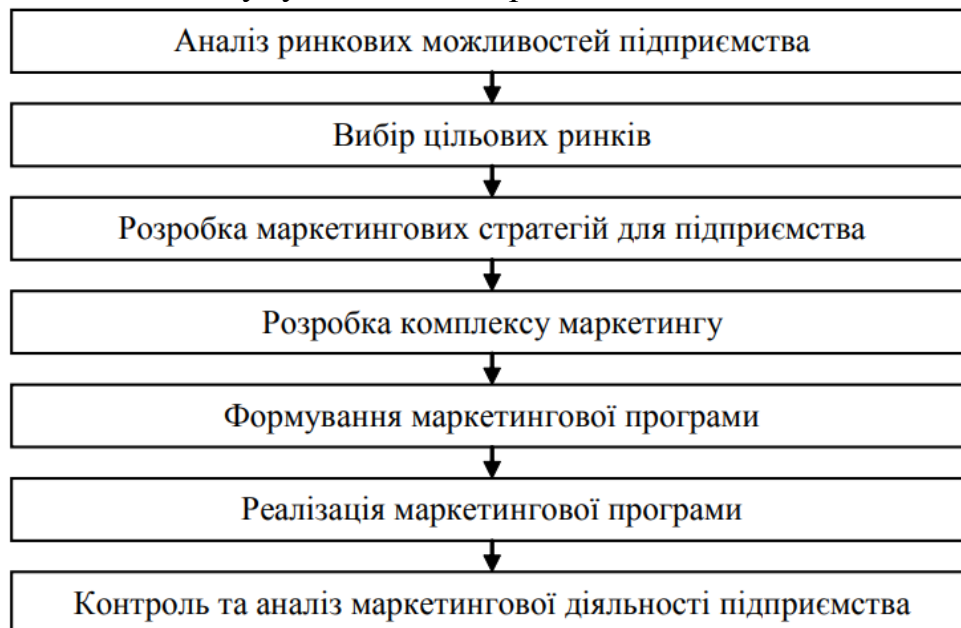 Аналіз ринкових можливостей підприємства
Вибір цільових ринків
Розробка маркетингових стратегій для підприємства
Розробка комплексу маркетингу
Формування маркетингової програми
Реалізація маркетингової програми
Контроль та аналіз маркетингової діяльності підприємства